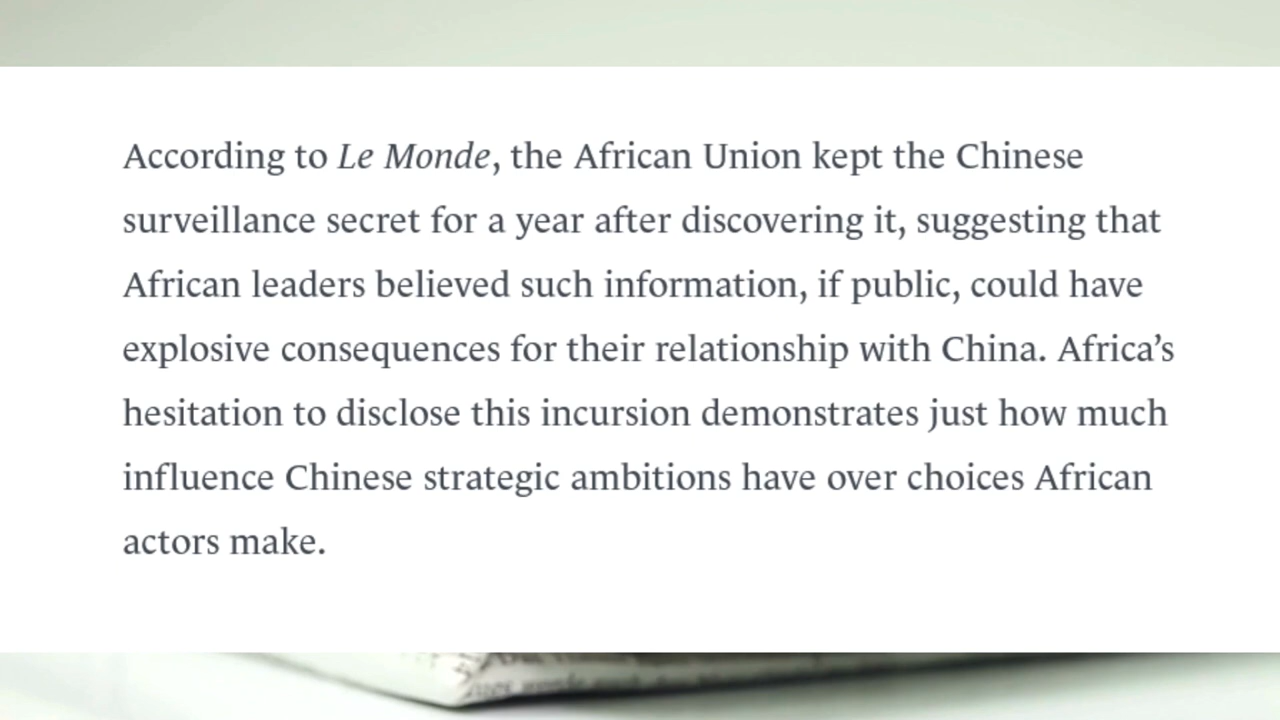 According to Le Monde, the African Union kept the Chinese
surveillance secret for a year after discovering it, suggesting that
African leaders believed such information, if public, could have
explosive consequences for their relationship with China. Africa’s
hesitation to disclose this incursion demonstrates just how much
influence Chinese strategic ambitions have over choices African
actors make.